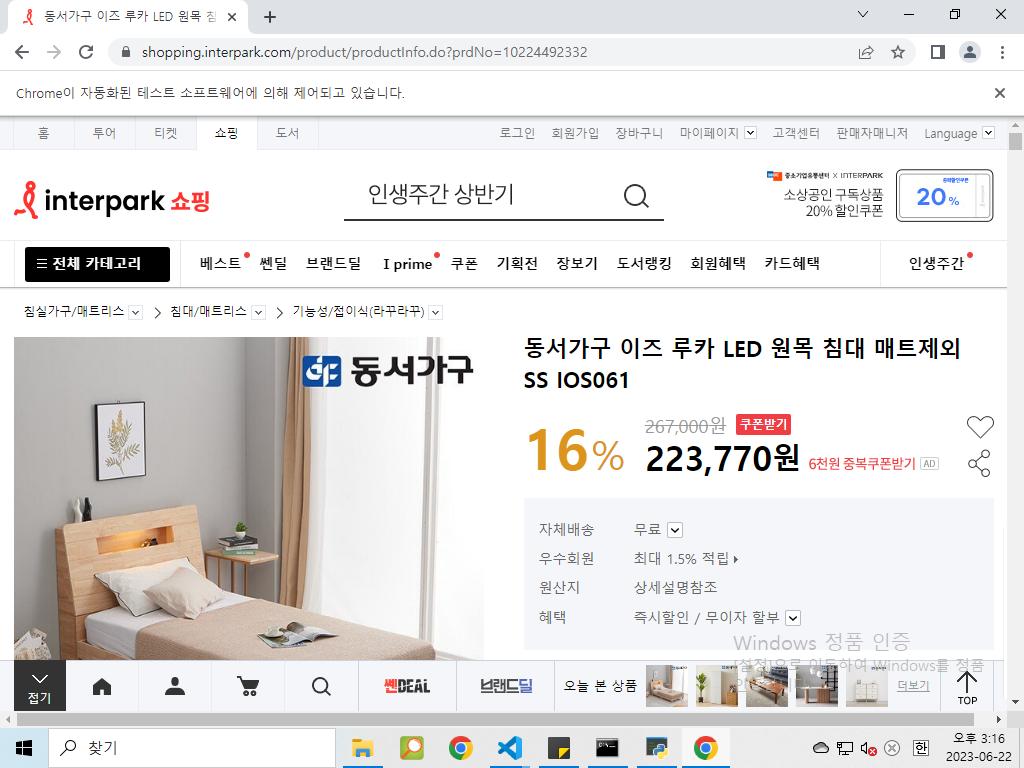 동서가구 이즈 루카 LED 원목 침
shopping.interpark.com/product/productInfo.do?prdNo=10224492332
Chrome이 자동화된 테스트 소프트웨어에 의해 제어되고 있습니다.
홈 투어 티켓 쇼핑 도서 로그인 회원가입 장바구니 마이페이지 고객센터 판매자매니저 Language
interpark 쇼핑
인생주간 상반기
중소기업유통센터 X INTERPARK
소상공인 구독상품
20% 할인쿠폰
중복할인쿠폰
20%
전체 카테고리 베스트 쎈딜 브랜드딜 I prime 쿠폰 기획전 장보기 도서랭킹 회원혜택 카드혜택 인생주간
침실가구/매트리스 침대/매트리스 기능성/접이식(라꾸라꾸)
동서가구
동서가구 이즈 루카 LED 원목 침대 매트제외
SS IOS061
16%
267,000원 쿠폰받기
223,770원 6천원 중복쿠폰받기 AD
자체배송 무료
우수회원 최대 1.5% 적립
원산지 상세설명참조
혜택 즉시할인 / 무이자 할부
Windows 정품 인증
[설정]으로 이동하여 Windows를 정품
접기
쎈DEAL
브랜드딜
오늘 본 상품
더보기
TOP
찾기
한
오후 3:16
2023-06-22